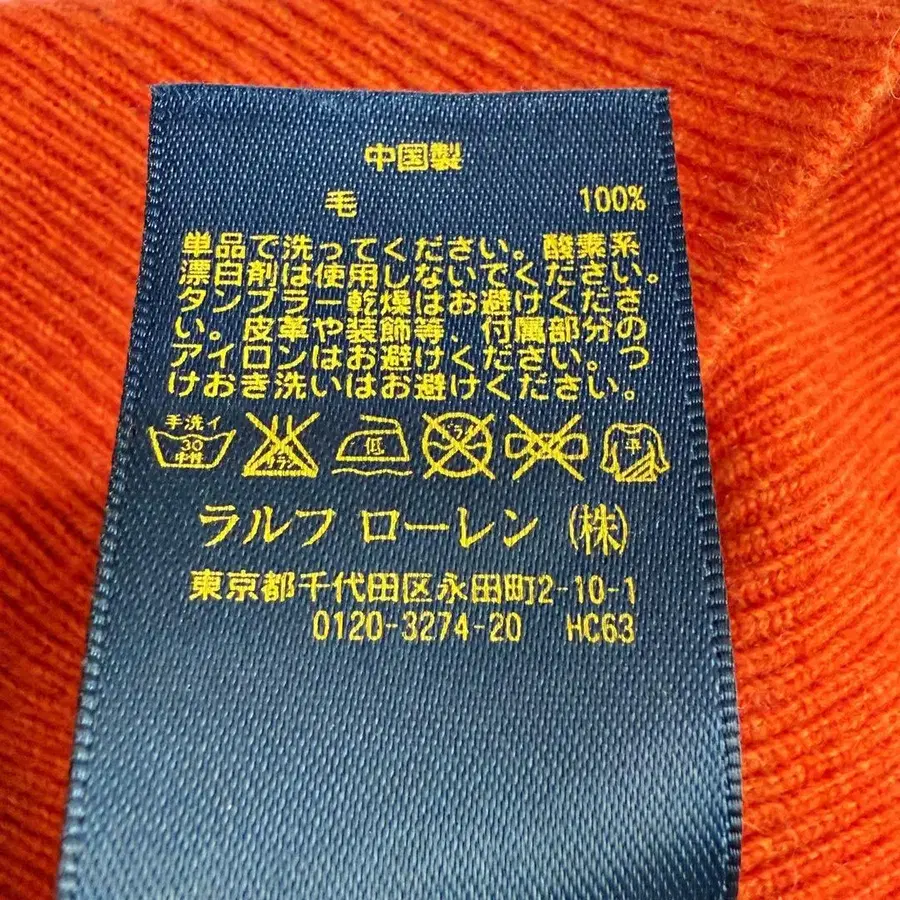 中国製
毛 100%
単品で洗ってください。酸素系
漂白剤は使用しないでください。
タンブラー乾燥はお避けくださ
い。皮革や装飾等、付属部分の
アイロンはお避けください。つ
けおき洗いはお避けください。
手洗イ
30 中性 低 平
ラルフ ローレン (株)
東京都千代田区永田町2-10-1
0120-3274-20 HC63